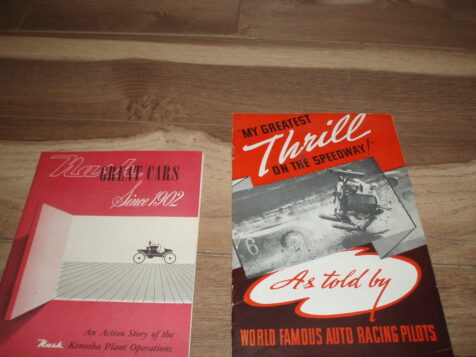 Nash
GREAT CARS
Since 1902
An Action Story of the
Nash Kenosha Plant Operations
"MY GREATEST
Thrill
ON THE SPEEDWAY!"
6
As told by
WORLD FAMOUS AUTO RACING PILOTS